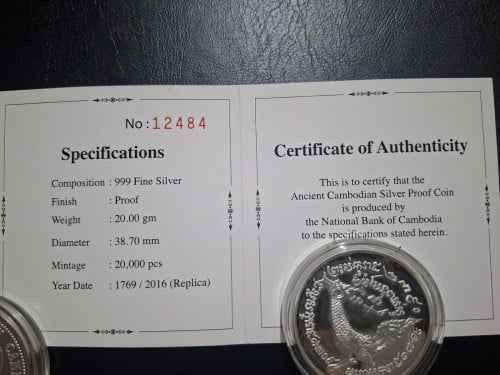 No : 12484
Specifications
Composition : 999 Fine Silver
Finish : Proof
Weight : 20.00 gm
Diameter : 38.70 mm
Mintage : 20,000 pcs
Year Date : 1769 / 2016 (Replica)
Certificate of Authenticity
This is to certify that the
Ancient Cambodian Silver Proof Coin
is produced by
the National Bank of Cambodia
to the specifications stated herein.